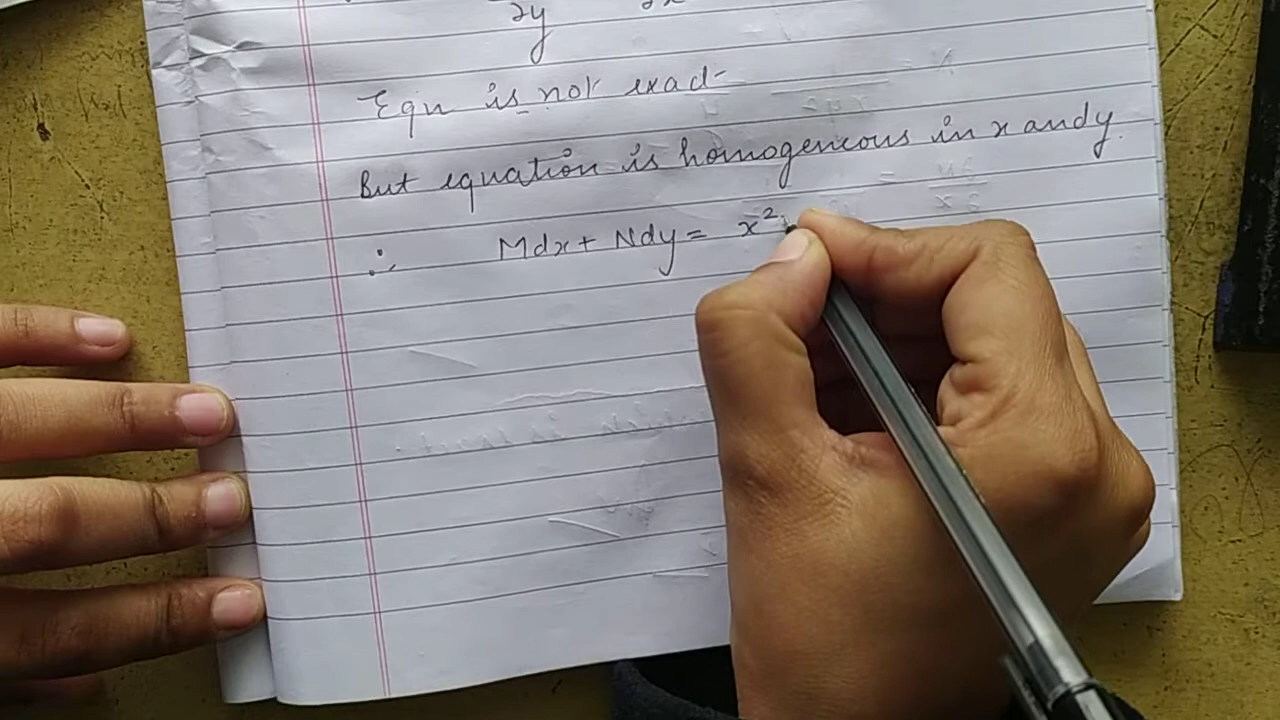 ∂y ∂x
Eqn is not exact
But equation is homogeneous in x and y.
∴ Mdx + Ndy = x²